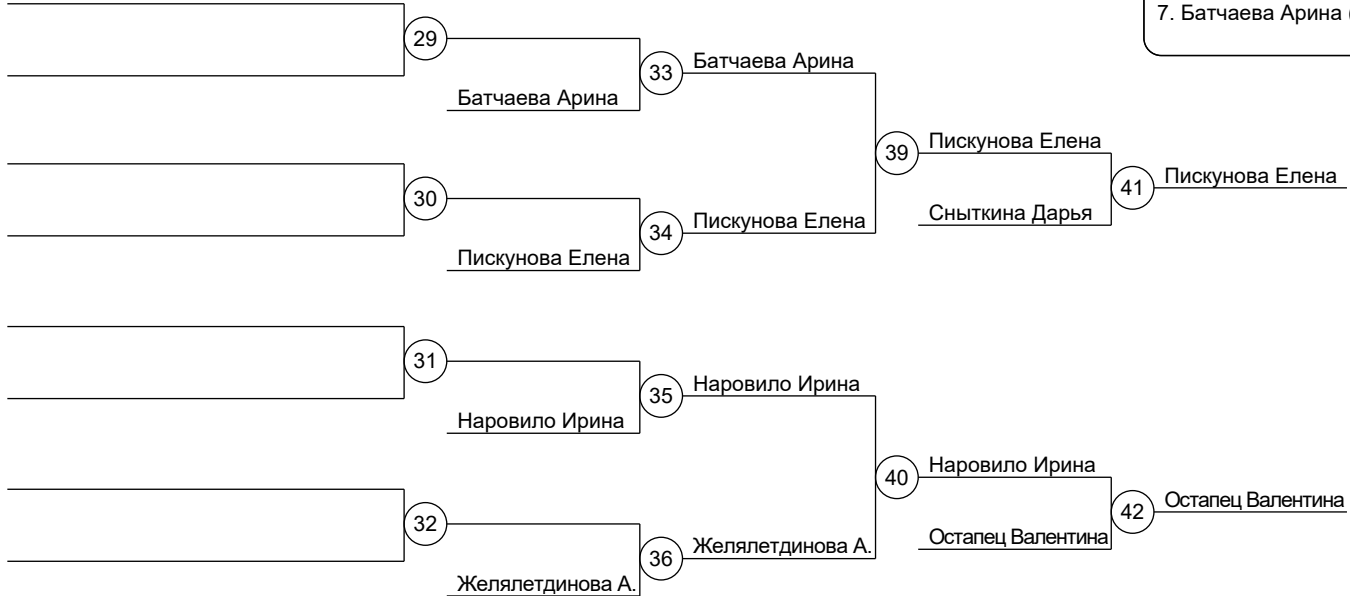 7. Батчаева Арина (
29
33
Батчаева Арина
Батчаева Арина
39
Пискунова Елена
41
Пискунова Елена
30
34
Пискунова Елена
Сныткина Дарья
Пискунова Елена
31
35
Наровило Ирина
Наровило Ирина
40
Наровило Ирина
42
Остапец Валентина
32
36
Желялетдинова А.
Остапец Валентина
Желялетдинова А.